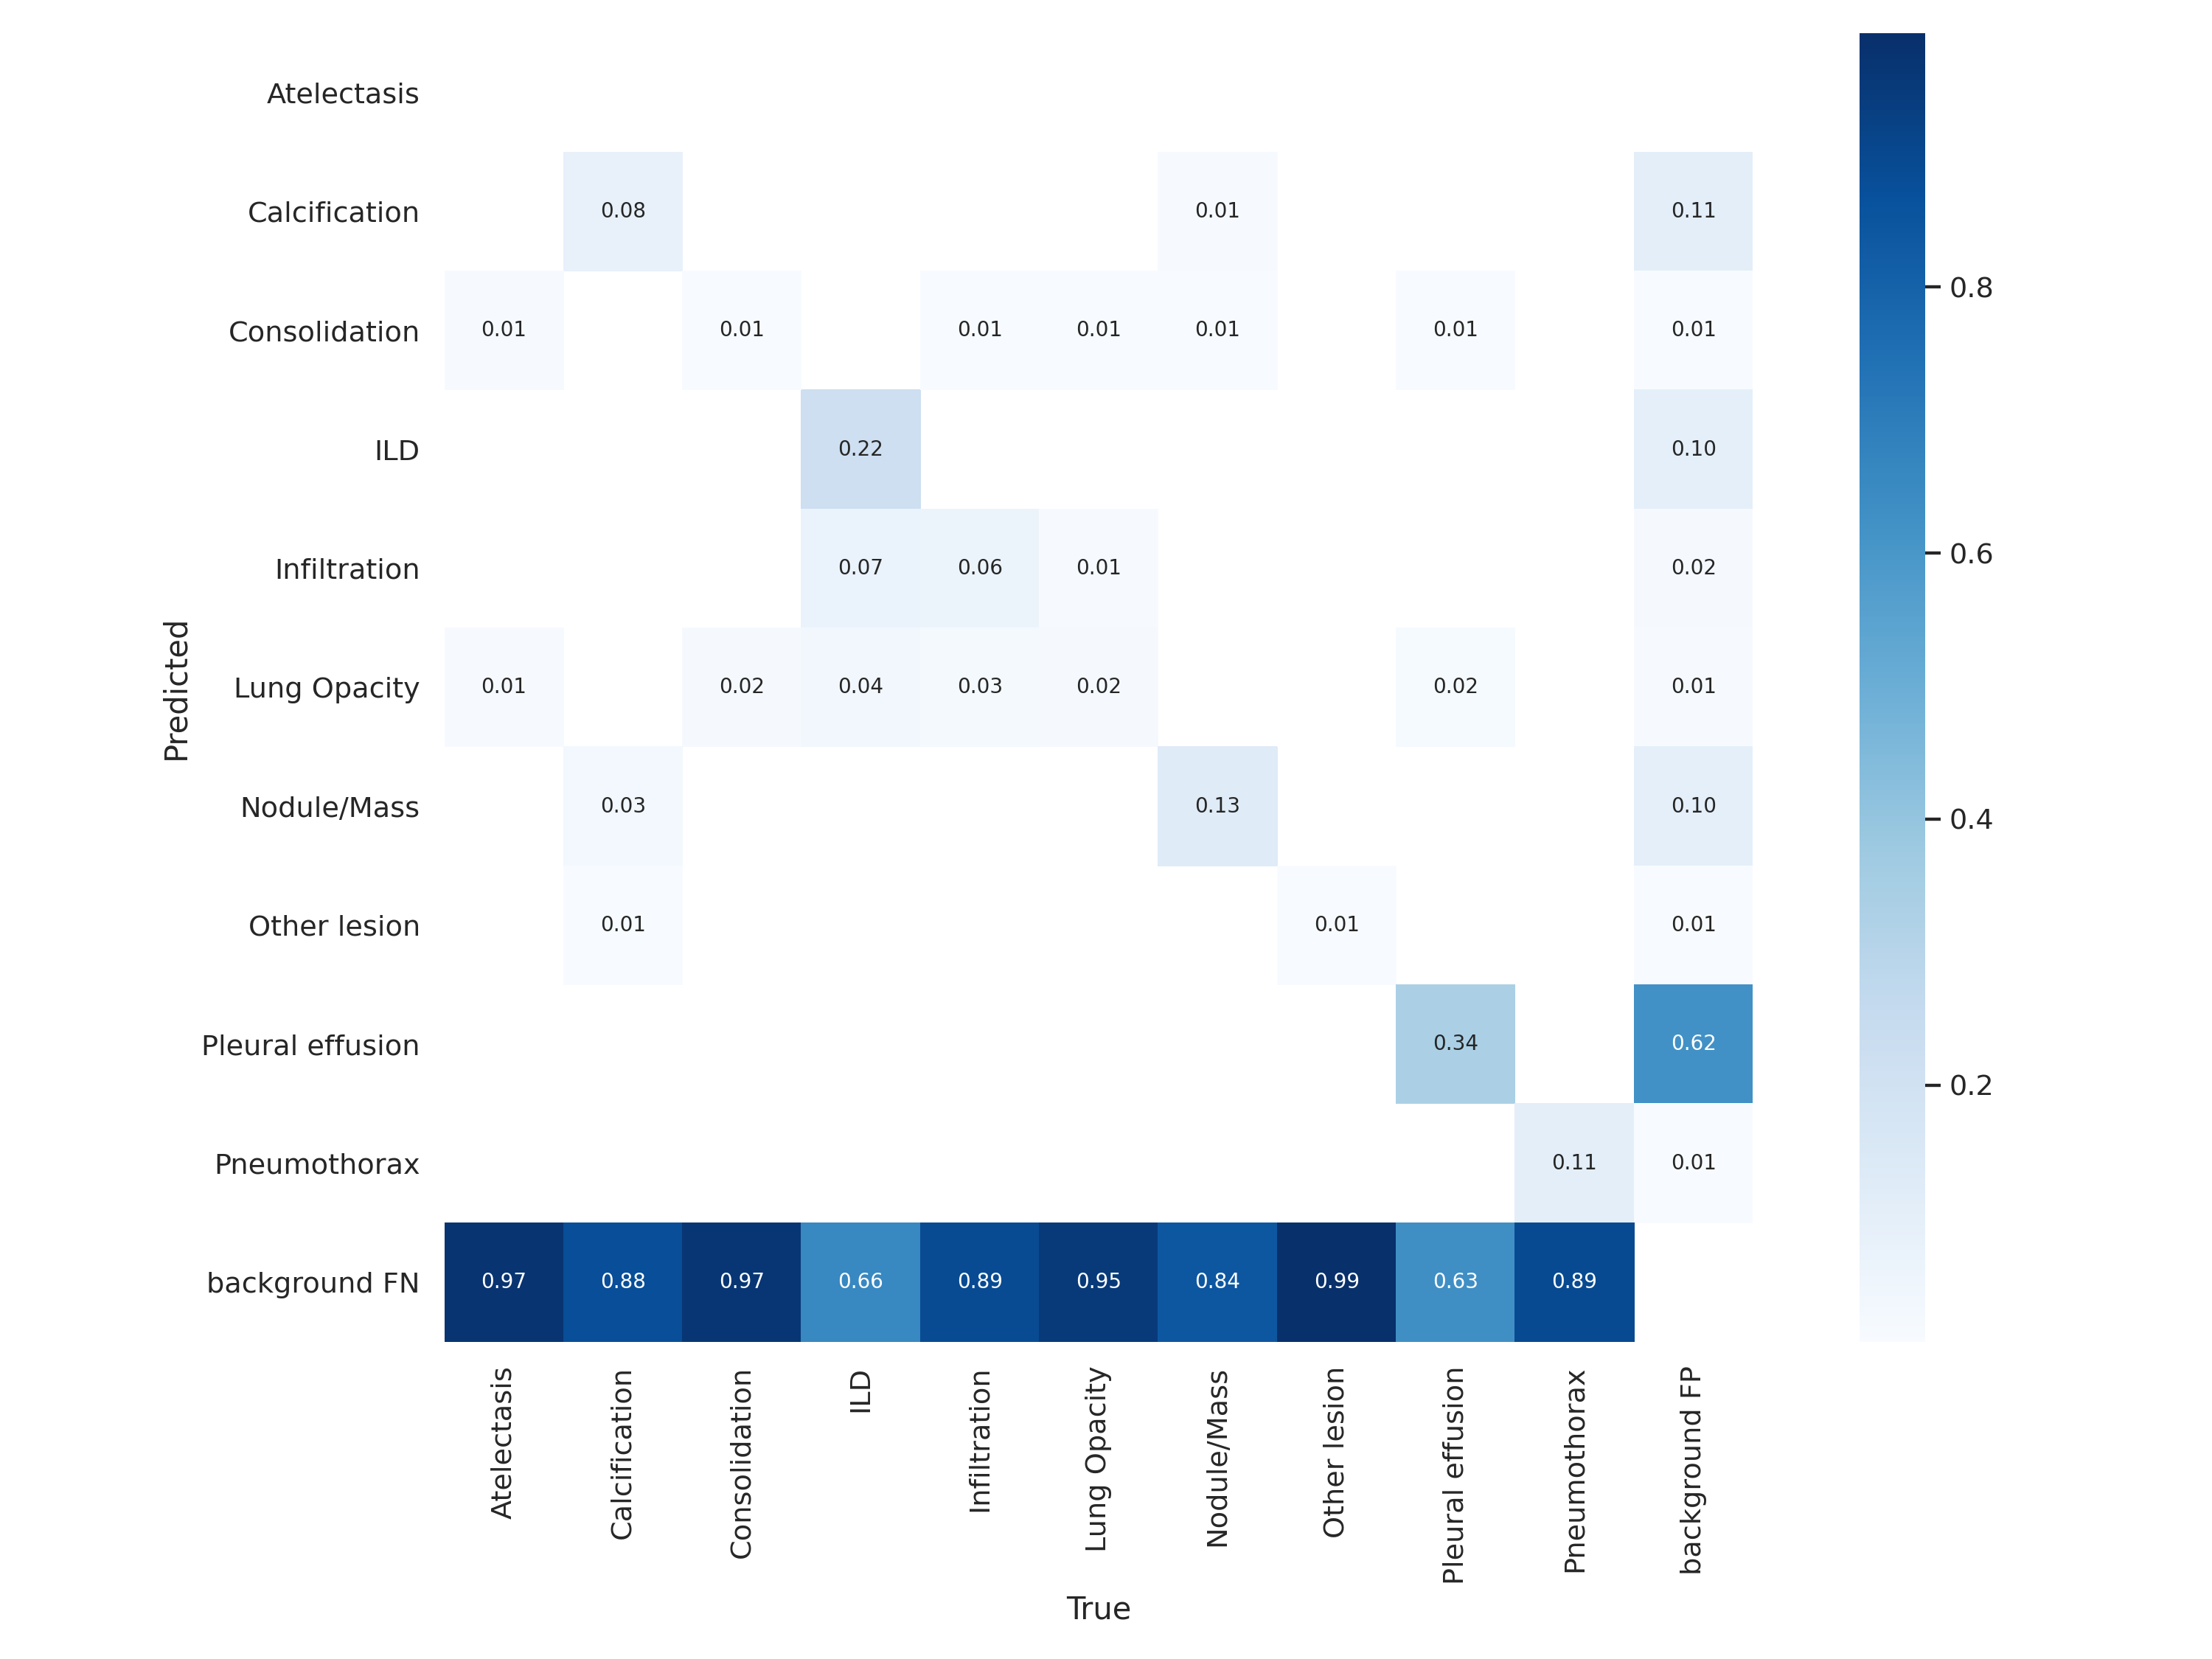 Atelectasis
Calcification 0.08 0.01 0.11
0.8
Consolidation 0.01 0.01 0.01 0.01 0.01 0.01 0.01
ILD 0.22 0.10
0.6
Infiltration 0.07 0.06 0.01 0.02
Predicted
Lung Opacity 0.01 0.02 0.04 0.03 0.02 0.02 0.01
Nodule/Mass 0.03 0.13 0.10
0.4
Other lesion 0.01 0.01 0.01
Pleural effusion 0.34 0.62
0.2
Pneumothorax 0.11 0.01
background FN 0.97 0.88 0.97 0.66 0.89 0.95 0.84 0.99 0.63 0.89
Atelectasis
Calcification
Consolidation
ILD
Infiltration
Lung Opacity
Nodule/Mass
Other lesion
Pleural effusion
Pneumothorax
background FP
True